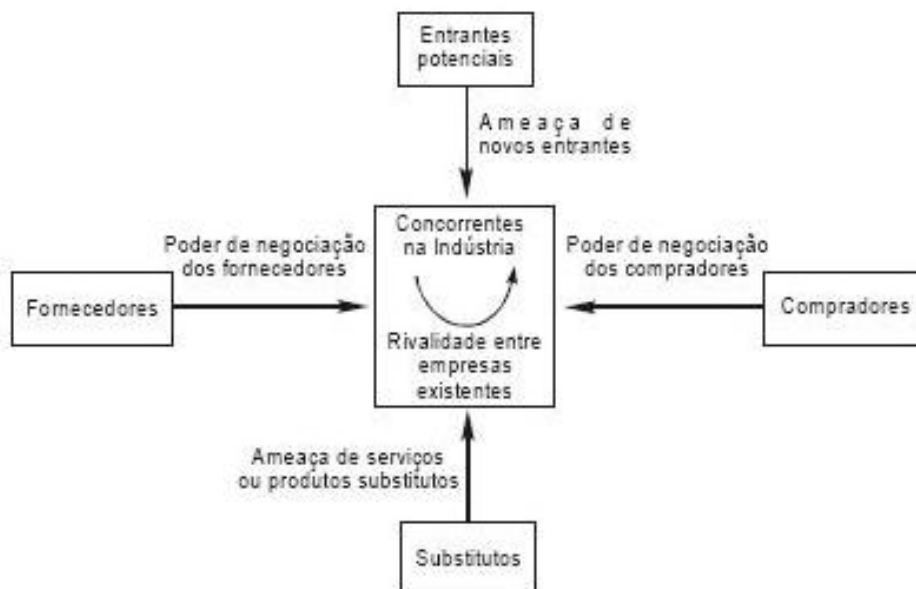 Entrantes
potenciais
Ameaça de
novos entrantes
Concorrentes
na Indústria
Poder de negociação
dos fornecedores
Poder de negociação
dos compradores
Fornecedores
Compradores
Rivalidade entre
empresas
existentes
Ameaça de serviços
ou produtos substitutos
Substitutos